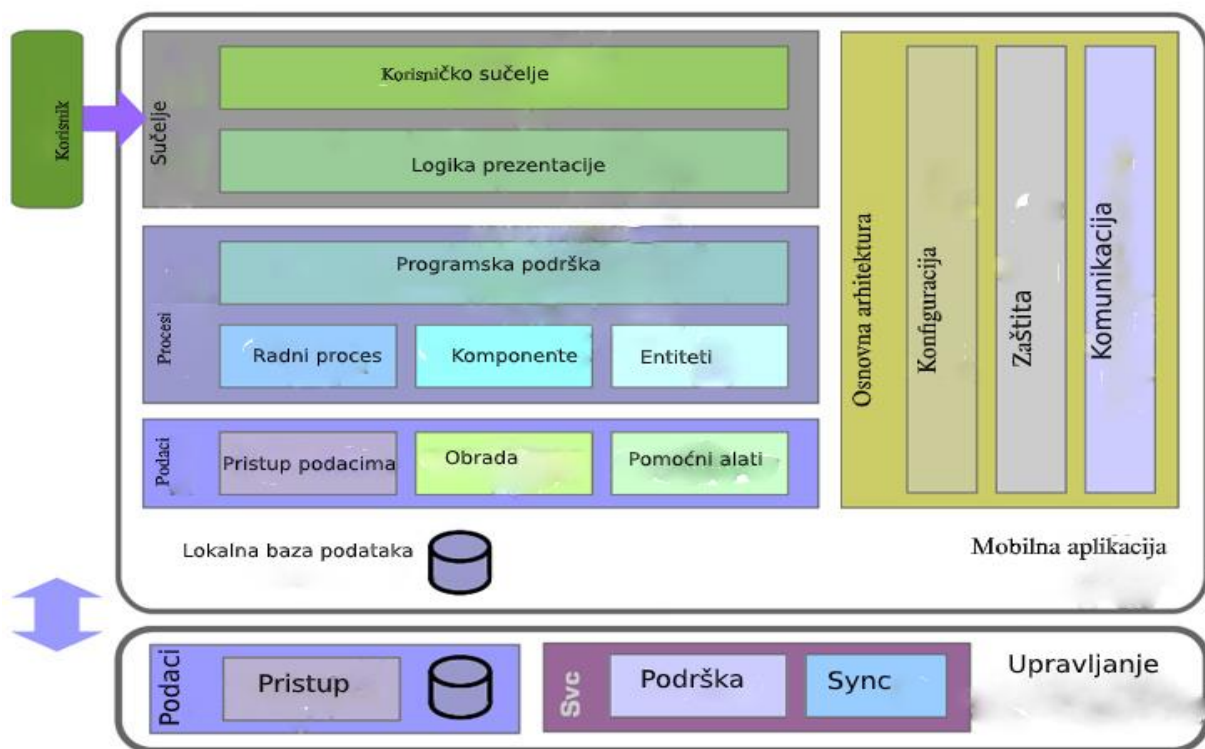 Korisnik
Sučelje
Korisničko sučelje
Logika prezentacije
Procesi
Programska podrška
Radni proces
Komponente
Entiteti
Podaci
Pristup podacima
Obrada
Pomoćni alati
Lokalna baza podataka
Osnovna arhitektura
Konfiguracija
Zaštita
Komunikacija
Mobilna aplikacija
Podaci
Pristup
Svc
Podrška
Sync
Upravljanje